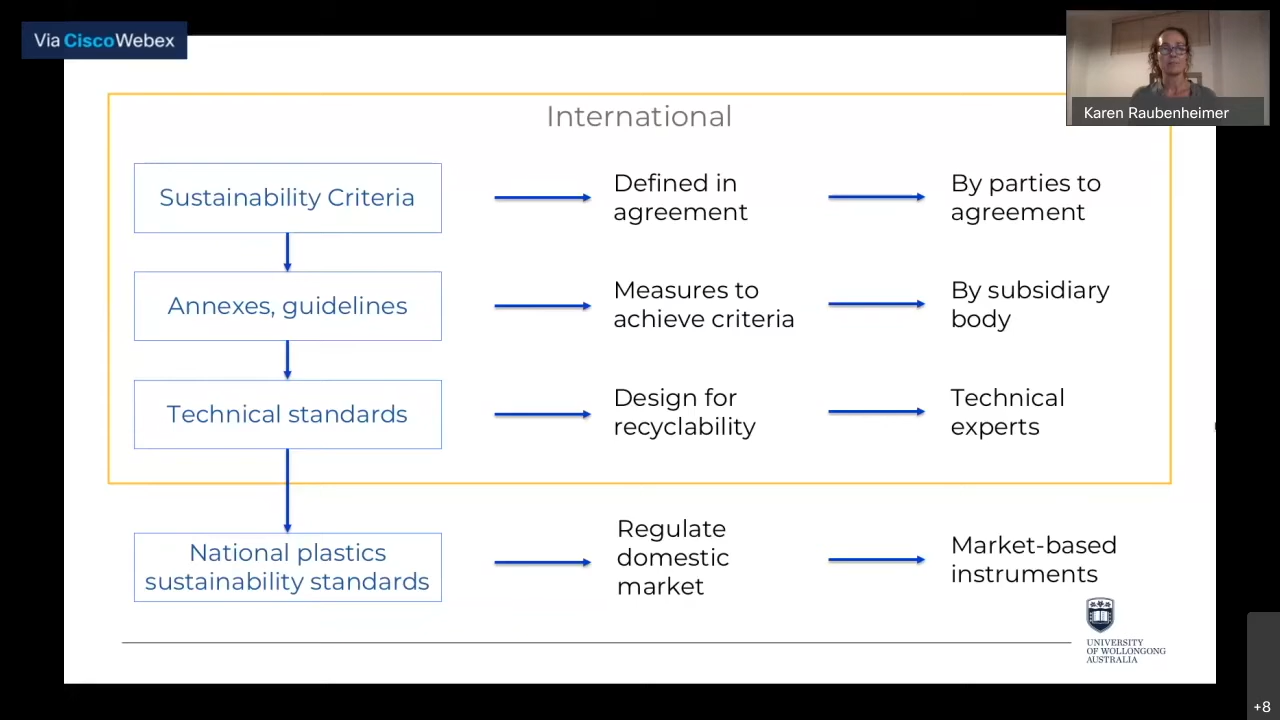 Via CiscoWebex
Karen Raubenheimer
International
Sustainability Criteria
Defined in
agreement
By parties to
agreement
Annexes, guidelines
Measures to
achieve criteria
By subsidiary
body
Technical standards
Design for
recyclability
Technical
experts
National plastics
sustainability standards
Regulate
domestic
market
Market-based
instruments
UNIVERSITY
OF WOLLONGONG
AUSTRALIA
+8